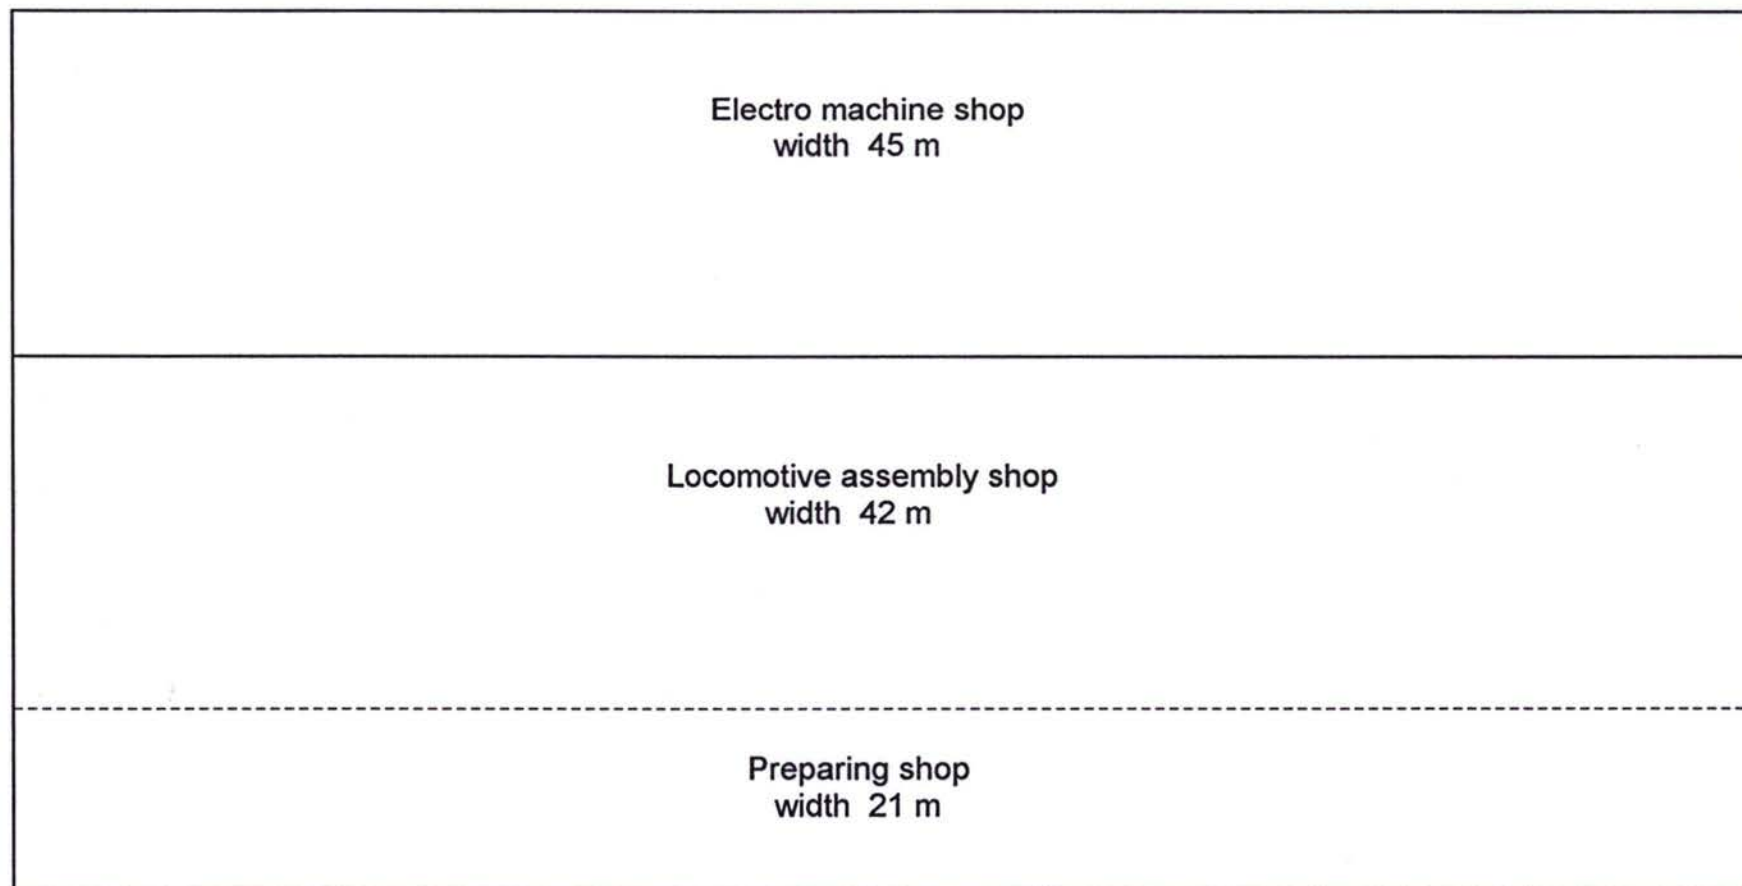 Electro machine shop
width 45 m
Locomotive assembly shop
width 42 m
Preparing shop
width 21 m